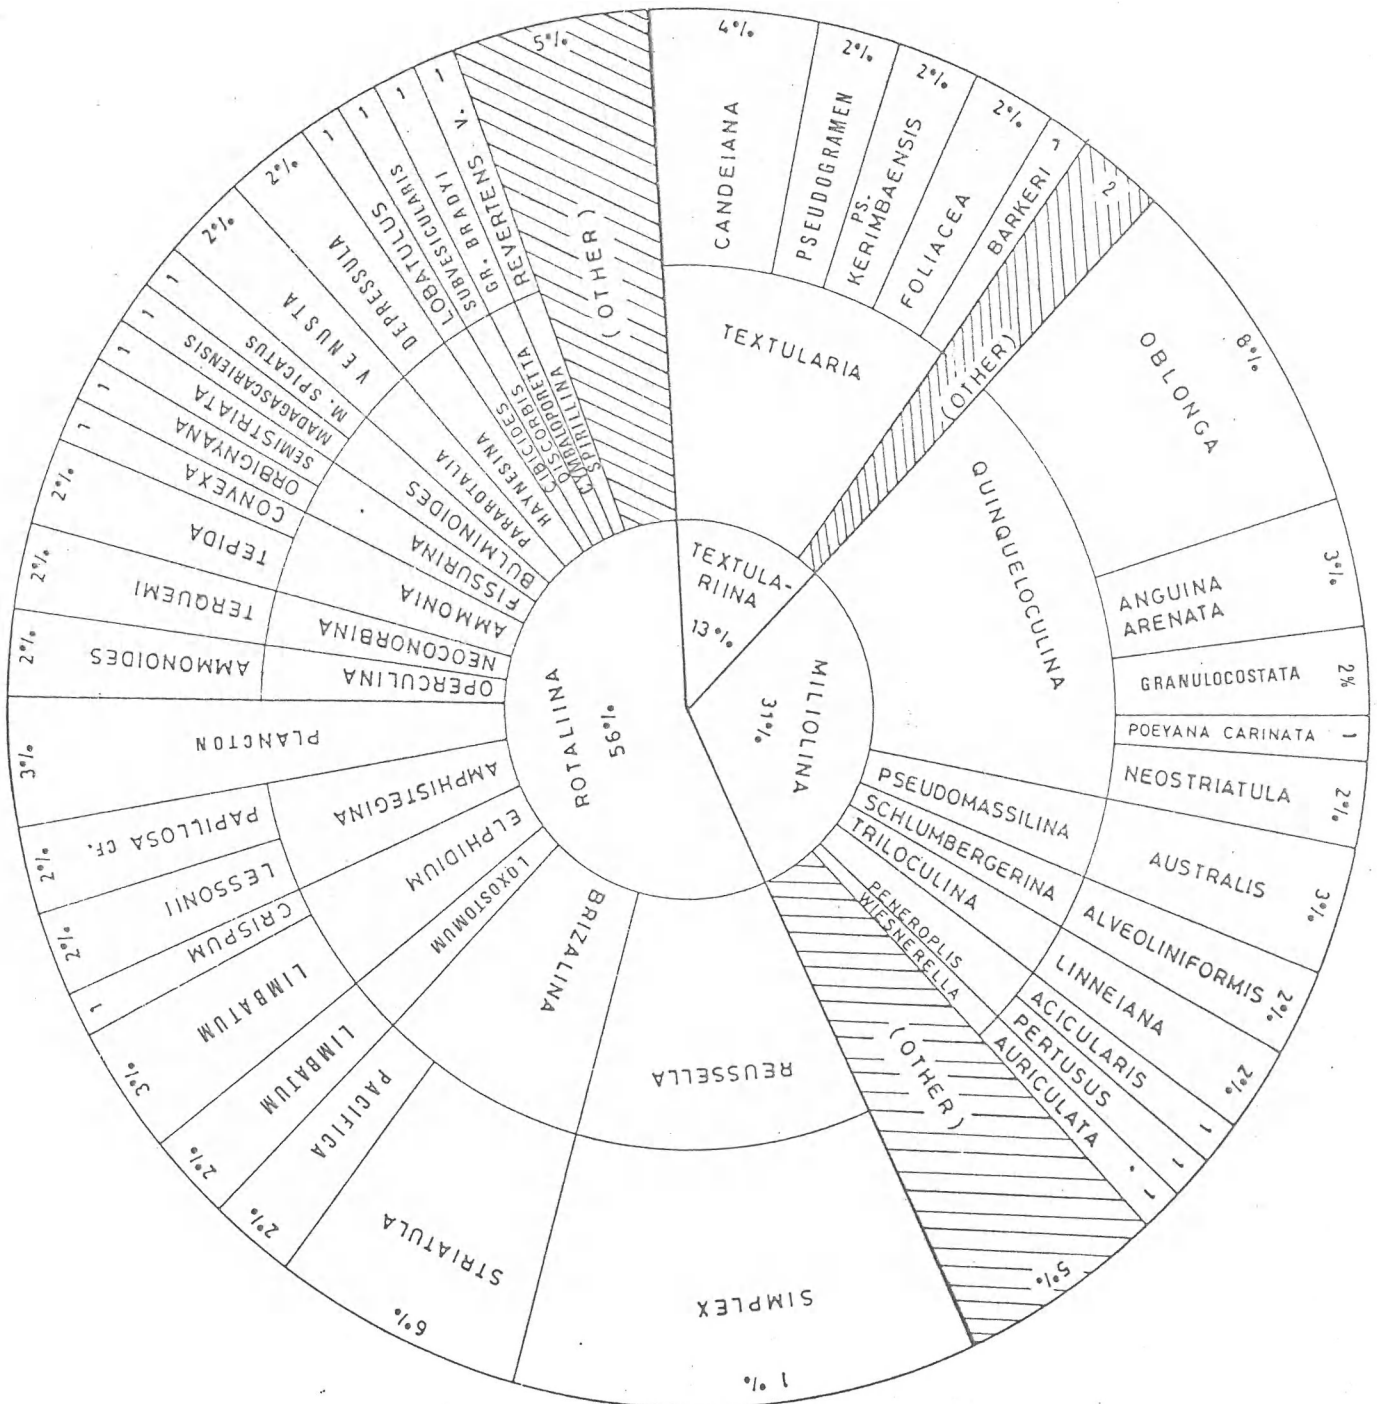 TEXTULA-
RIINA
13%
MILIOLINA
31%
ROTALIINA
56%
TEXTULARIA
CANDEIANA
4%
PSEUDOGRAMEN
2%
PS.
KERIMBAENSIS
2%
FOLIACEA
2%
BARKERI
1
(OTHER)
2
QUINQUELOCULINA
OBLONGA
8%
ANGUINA
ARENATA
3%
GRANULOCOSTATA
2%
POEYANA CARINATA
1
NEOSTRIATULA
2%
PSEUDOMASSILINA
AUSTRALIS
3%
SCHLUMBERGERINA
ALVEOLINIFORMIS
2%
TRILOCULINA
LINNEIANA
2%
ACICULARIS
1
PENEROPLIS
PERTUSUS
1
WIESNERELLA
AURICULATA
1
(OTHER)
5%
REUSSELLA
SIMPLEX
1%
BRIZALINA
STRIATULA
6%
PACIFICA
2%
LOXOSTOMUM
LIMBATUM
2%
ELPHIDIUM
LIMBATUM
3%
CRISPUM
1
AMPHISTEGINA
LESSONII
2%
PAPILLOSA CF.
2%
PLANCTON
3%
OPERCULINA
AMMONOIDES
2%
NEOCONORBINA
TERQUEMI
2%
AMMONIA
TEPIDA
2%
CONVEXA
1
FISSURINA
ORBIGNYANA
1
SEMISTRIATA
1
BULMINOIDES
MADAGASCARIENSIS
1
M. SPICATUS
1
PARAROTALIA
VENUSTA
2%
HAYNESINA
DEPRESSULA
2%
CIBICIDES
LOBATULUS
1
DISCORBIS
SUBVESICULARIS
1
CYMBALOPORETTA
GR. BRADYI
1
SPIRILLINA
REVERTENS V.
1
(OTHER)
5%